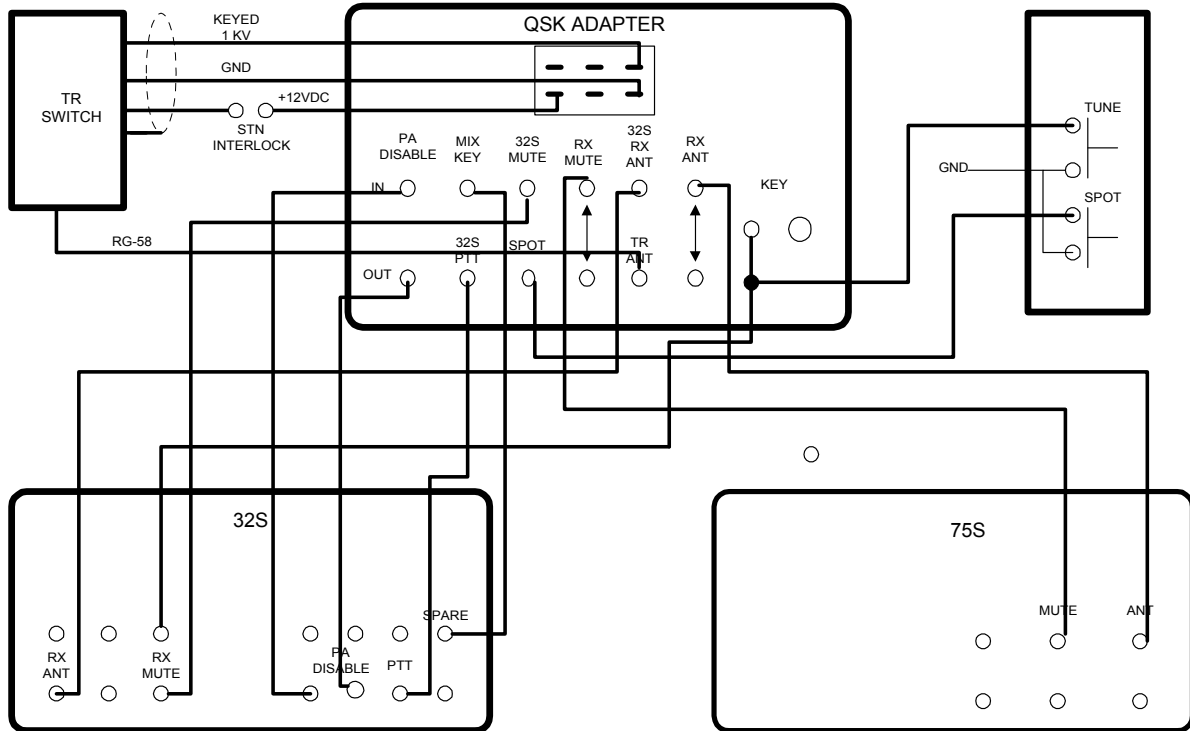 KEYED
1 KV
QSK ADAPTER
GND
TR
SWITCH
+12VDC
STN
INTERLOCK
TUNE
GND
SPOT
PA
DISABLE
MIX
KEY
32S
MUTE
RX
MUTE
32S
RX
ANT
RX
ANT
KEY
IN
RG-58
32S
PTT
SPOT
TR
ANT
OUT
32S
75S
SPARE
RX
ANT
RX
MUTE
PA
DISABLE
PTT
MUTE
ANT